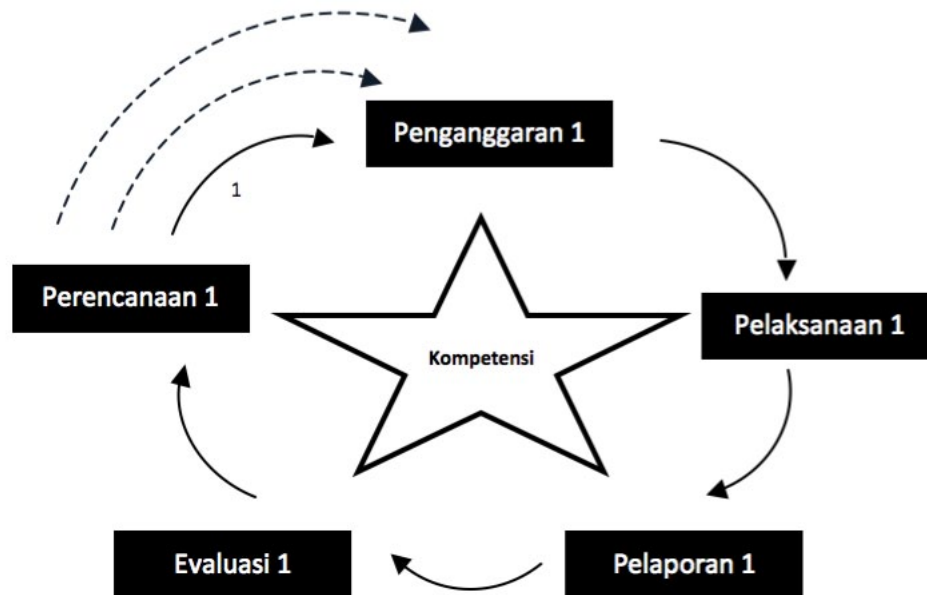 Penganggaran 1
1
Perencanaan 1
Pelaksanaan 1
Kompetensi
Evaluasi 1
Pelaporan 1